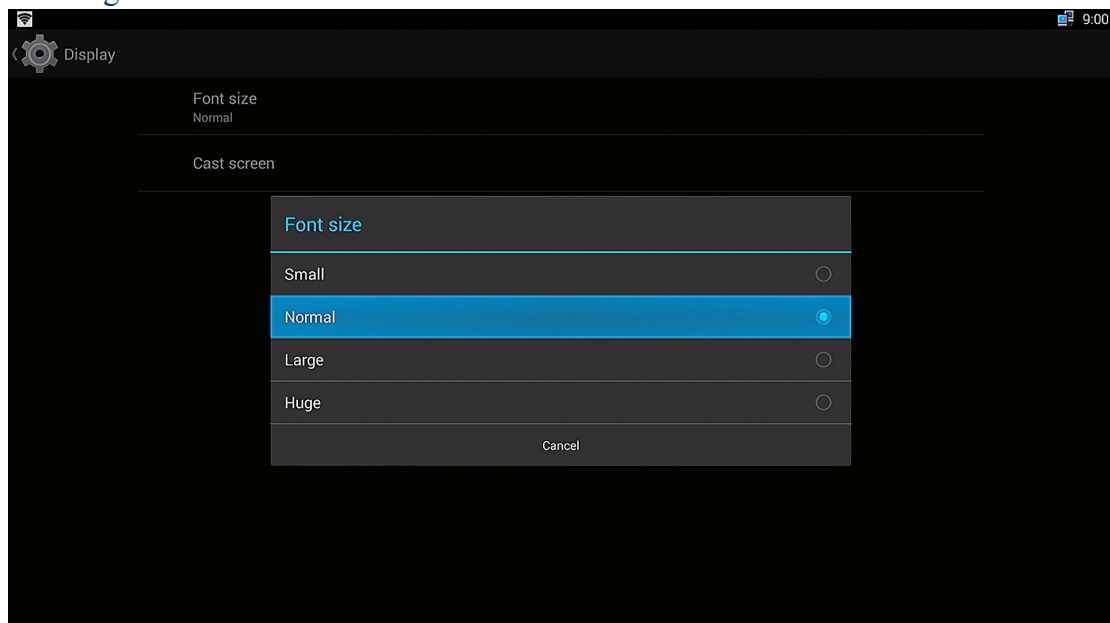 9:00
Display
Font size
Normal
Cast screen
Font size
Small
Normal
Large
Huge
Cancel